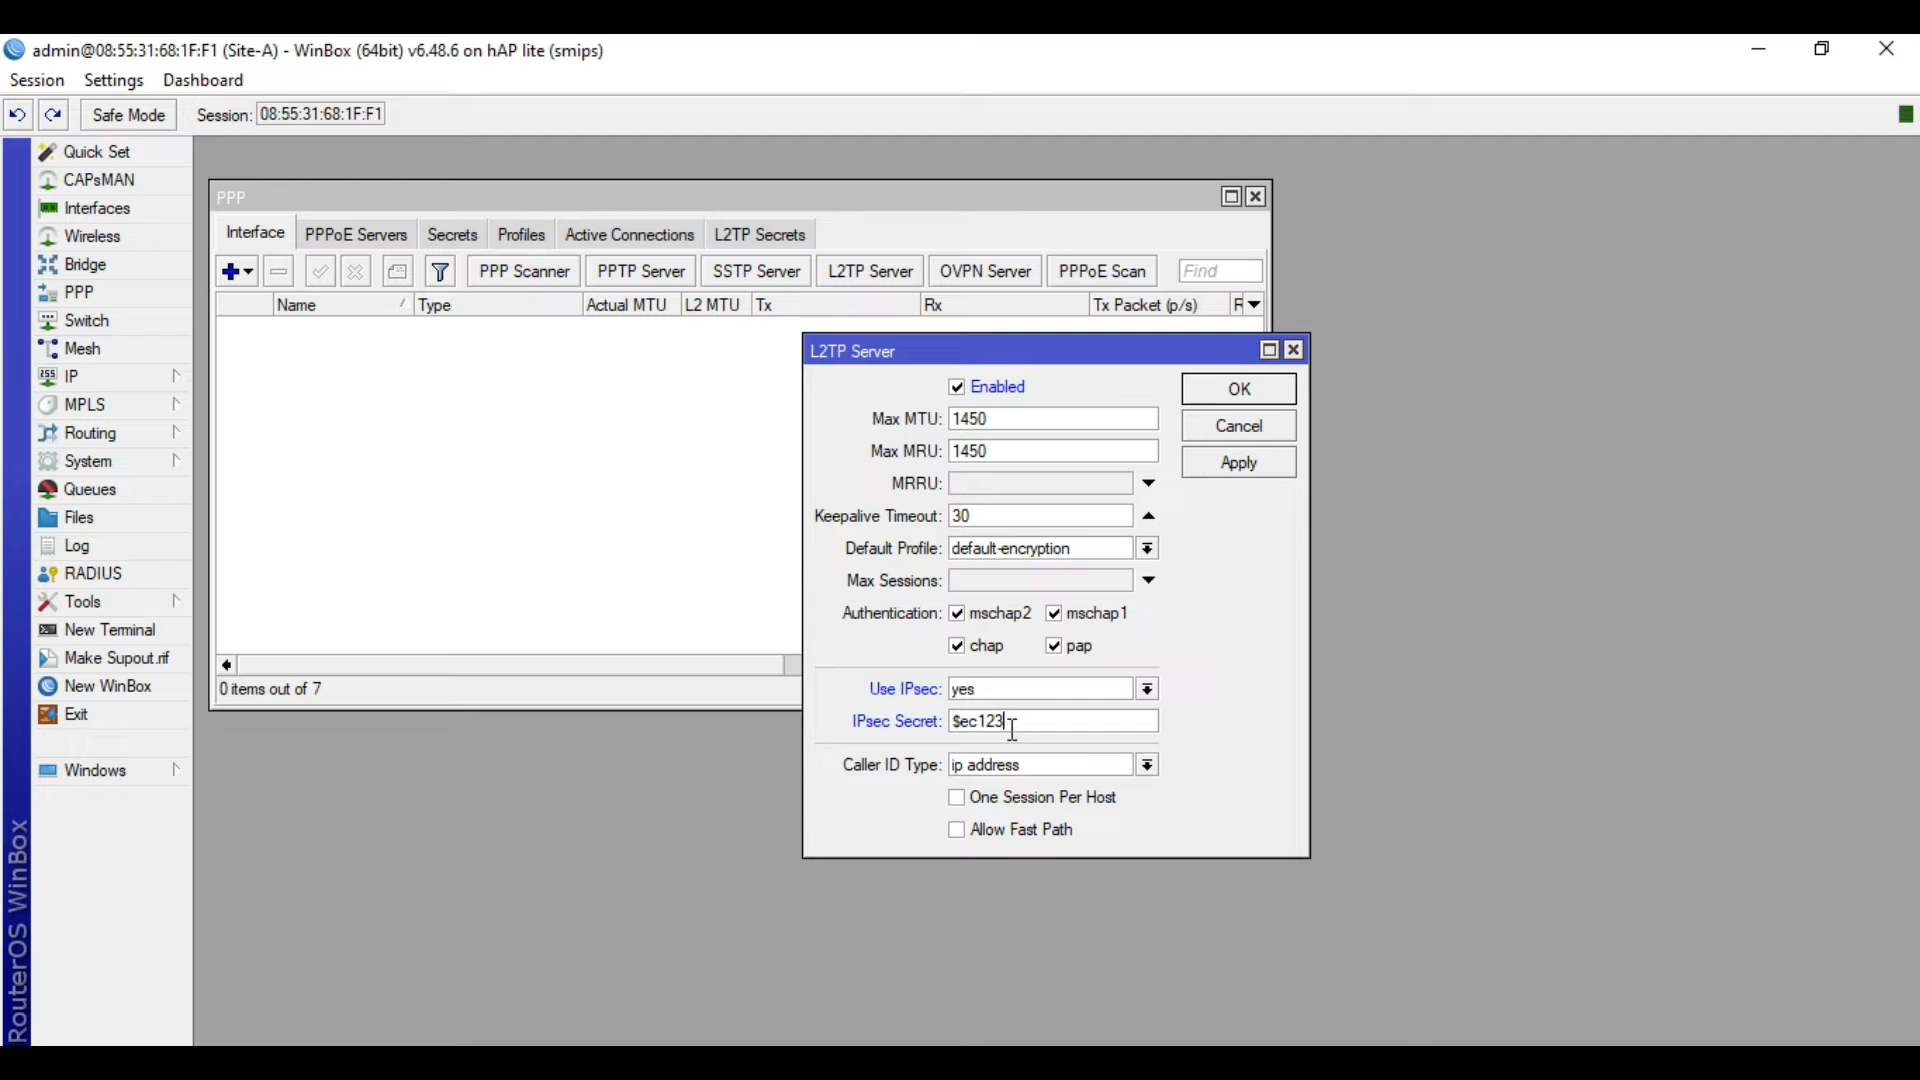 admin@08:55:31:68:1F:F1 (Site-A) - WinBox (64bit) v6.48.6 on hAP lite (smips)
Session Settings Dashboard
Safe Mode Session: 08:55:31:68:1F:F1
Quick Set
CAPsMAN
Interfaces
Wireless
Bridge
PPP
Switch
Mesh
255 IP
MPLS
Routing
System
Queues
Files
Log
RADIUS
Tools
New Terminal
Make Supout.rif
New WinBox
Exit
Windows
RouterOS WinBox
PPP
Interface PPPoE Servers Secrets Profiles Active Connections L2TP Secrets
PPP Scanner PPTP Server SSTP Server L2TP Server OVPN Server PPPoE Scan Find
Name / Type Actual MTU L2 MTU Tx Rx Tx Packet (p/s) R
0 items out of 7
L2TP Server
Enabled
Max MTU: 1450
Max MRU: 1450
MRRU:
Keepalive Timeout: 30
Default Profile: default-encryption
Max Sessions:
Authentication: mschap2 mschap1
chap pap
Use IPsec: yes
IPsec Secret: $ec123
Caller ID Type: ip address
One Session Per Host
Allow Fast Path
OK
Cancel
Apply